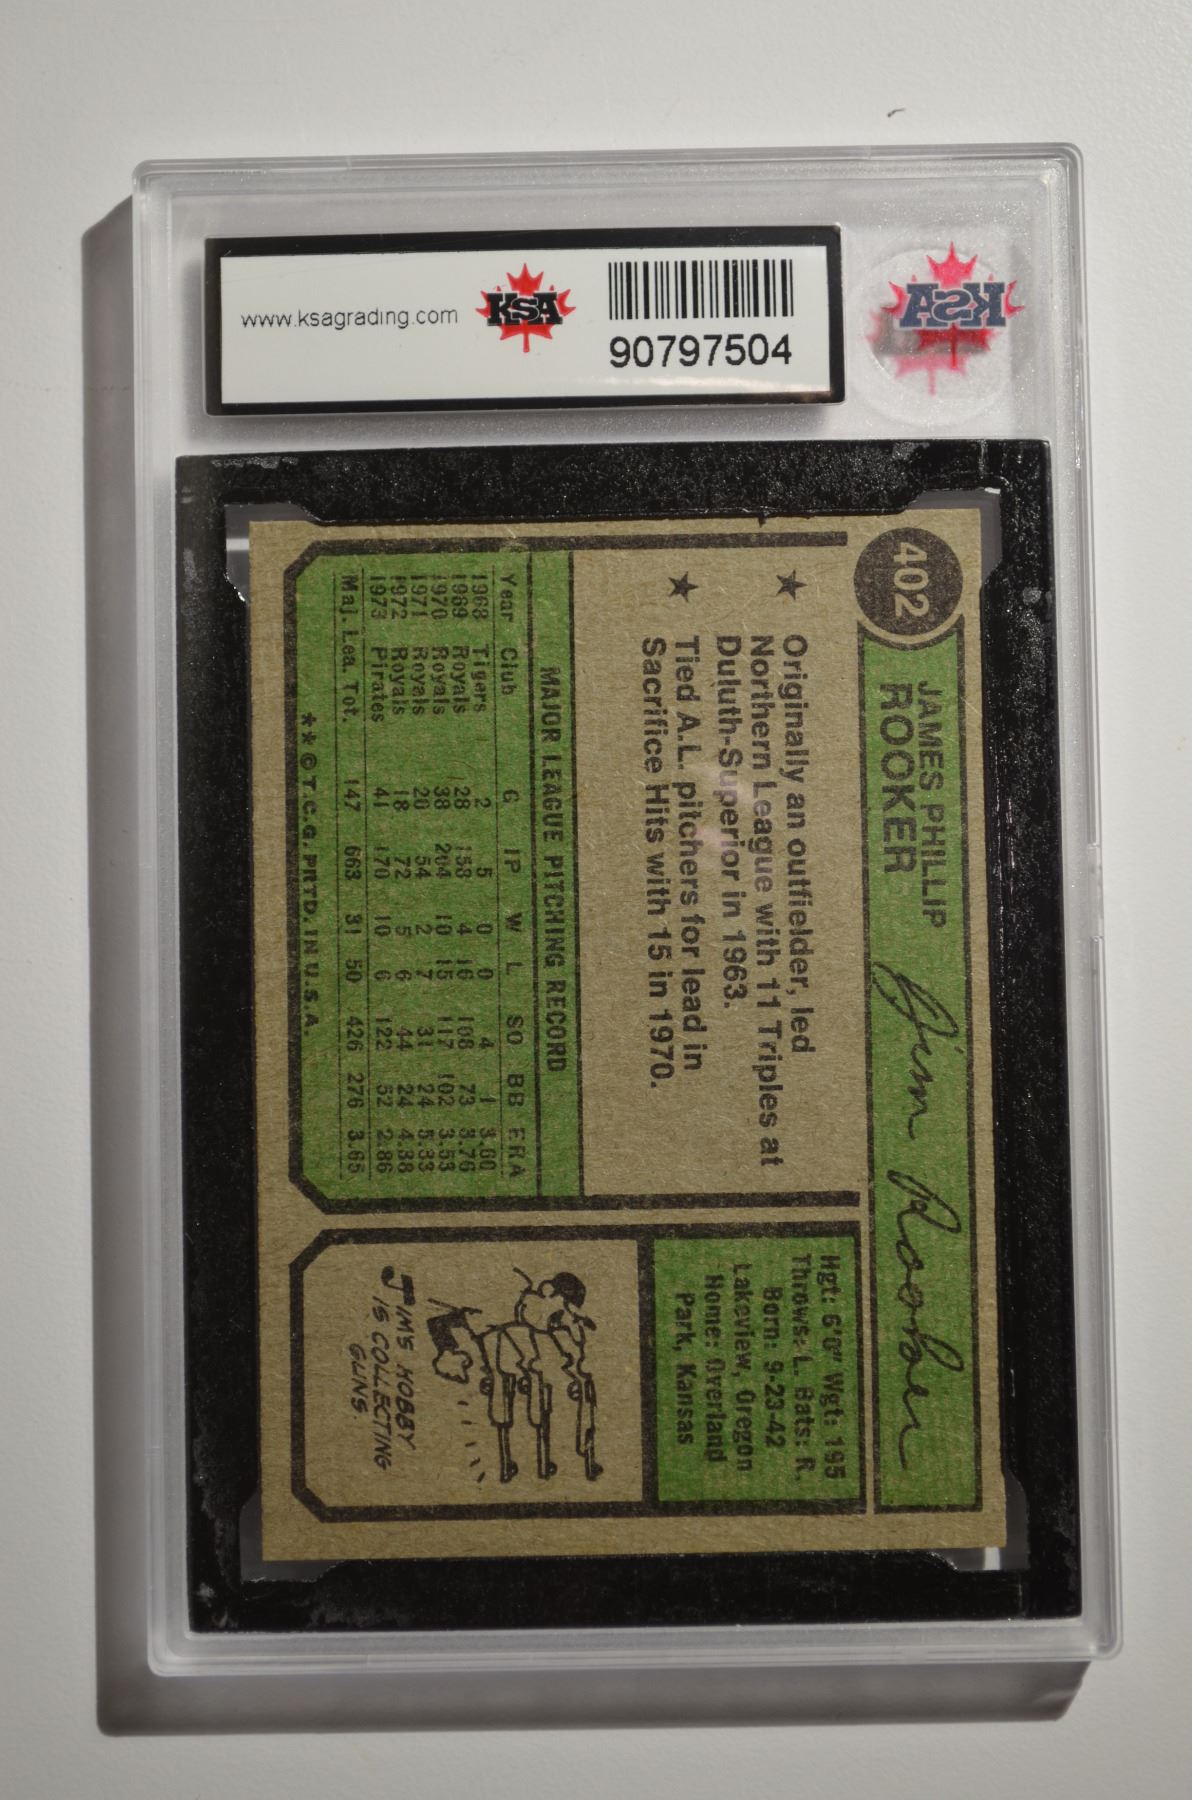 www.ksagrading.com
KSA
90797504
KSA
402
JAMES PHILLIP
ROOKER
Jim Rooker
★ Originally an outfielder, led
Northern League with 11 Triples at
Duluth-Superior in 1963.
★ Tied A.L. pitchers for lead in
Sacrifice Hits with 15 in 1970.
MAJOR LEAGUE PITCHING RECORD
Year Club G IP W L SO BB ERA
1968 Tigers 2 5 0 0 4 1 3.60
1969 Royals 28 158 4 16 108 73 3.76
1970 Royals 38 204 10 15 117 102 3.53
1971 Royals 20 54 2 7 31 24 5.33
1972 Royals 18 72 5 6 44 24 4.38
1973 Pirates 41 170 10 6 122 52 2.86
Maj. Lea. Tot. 147 663 31 50 426 276 3.65
**©T.C.G. PRTD. IN U.S.A.
Hgt: 6'0" Wgt: 195
Throws: L. Bats: R.
Born: 9-23-42
Lakeview, Oregon
Home: Overland
Park, Kansas
JIM'S HOBBY
IS COLLECTING
GUNS.